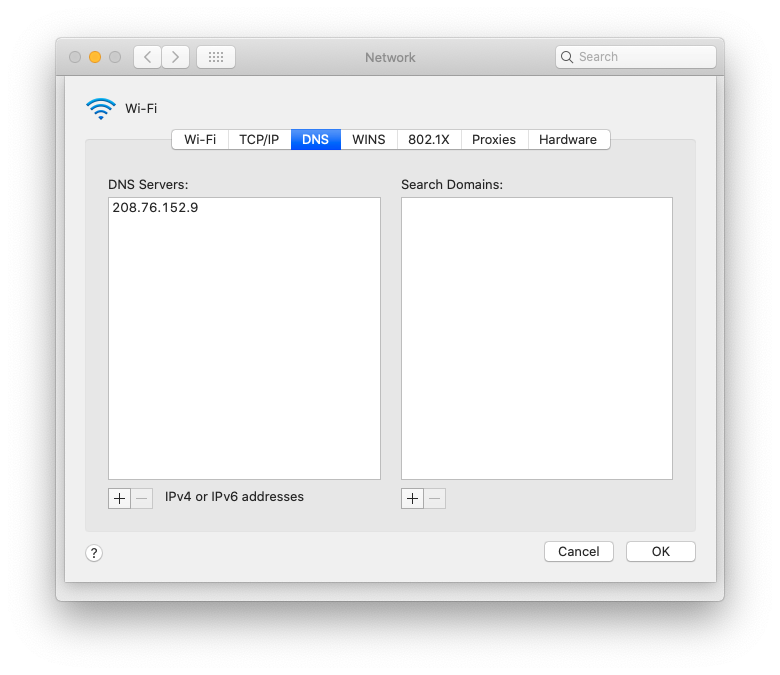 Network
Search
Wi-Fi
Wi-Fi TCP/IP DNS WINS 802.1X Proxies Hardware
DNS Servers: Search Domains:
208.76.152.9
+ − IPv4 or IPv6 addresses + −
? Cancel OK